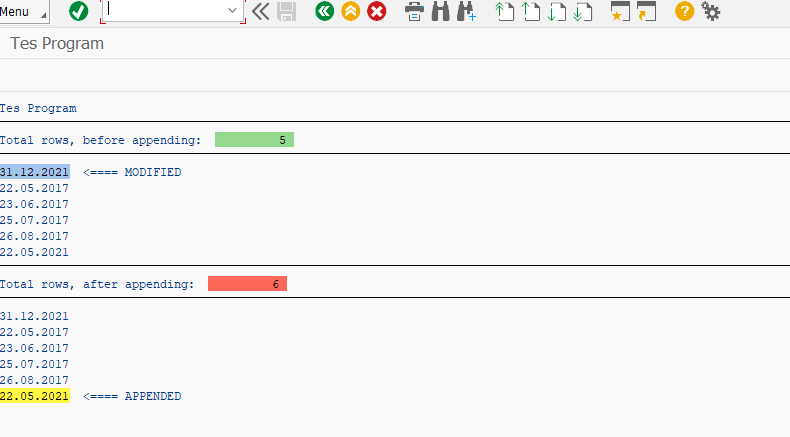 Menu
Tes Program
Tes Program
Total rows, before appending: 5
31.12.2021 <==== MODIFIED
22.05.2017
23.06.2017
25.07.2017
26.08.2017
22.05.2021
Total rows, after appending: 6
31.12.2021
22.05.2017
23.06.2017
25.07.2017
26.08.2017
22.05.2021 <==== APPENDED